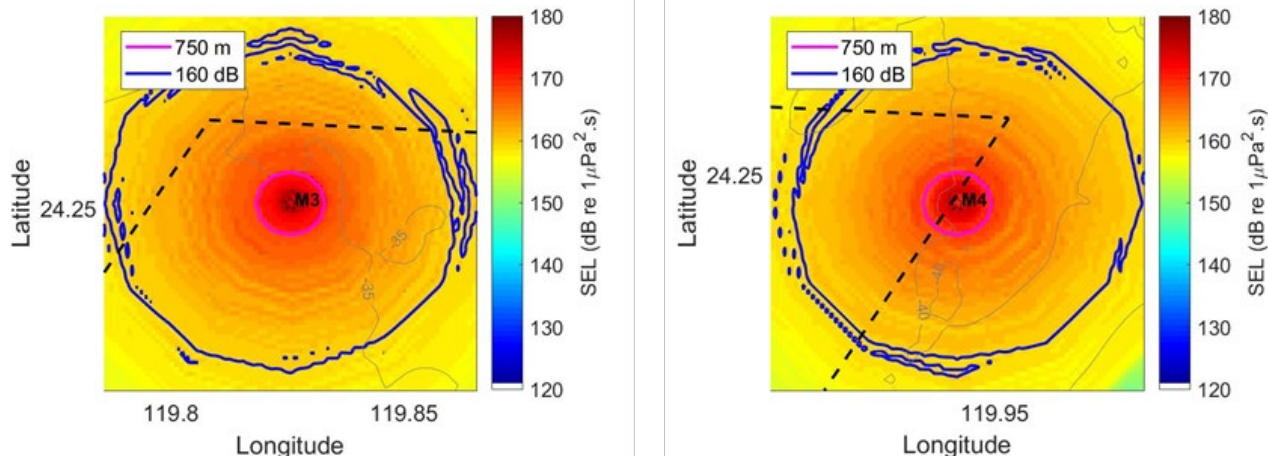 750 m
160 dB
M3
-35
-35
24.25
Latitude
119.8
119.85
Longitude
180
170
160
150
140
130
120
SEL (dB re 1μPa².s)
750 m
160 dB
M4
-40
24.25
Latitude
119.95
Longitude
180
170
160
150
140
130
120
SEL (dB re 1μPa².s)